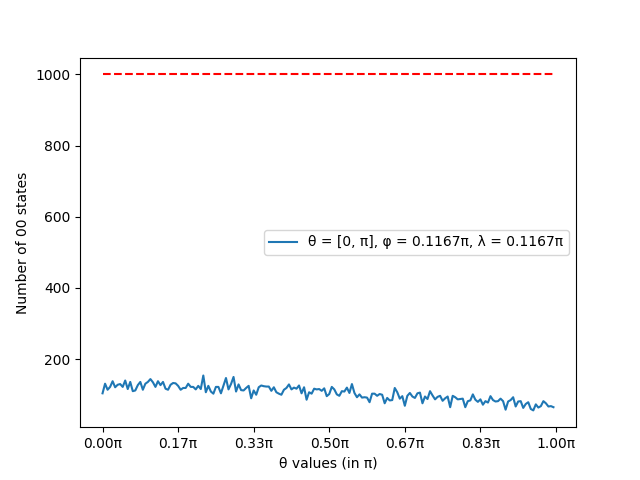 1000
800
600
400
200
Number of 00 states
θ = [0, π], φ = 0.1167π, λ = 0.1167π
0.00π 0.17π 0.33π 0.50π 0.67π 0.83π 1.00π
θ values (in π)